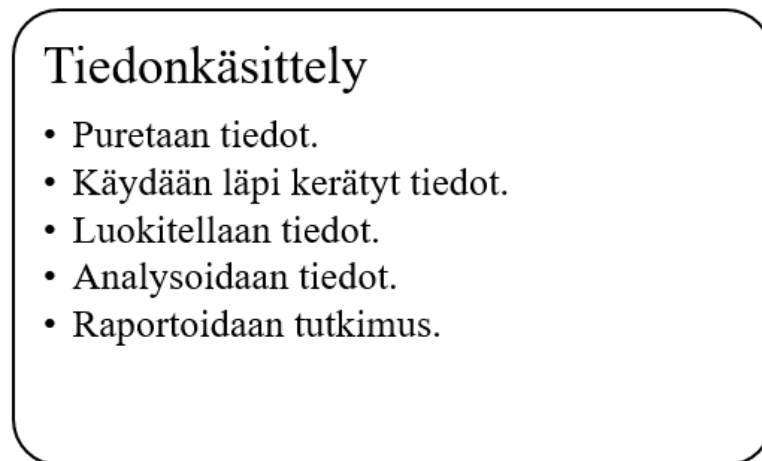 Tiedonkäsittely
• Puretaan tiedot.
• Käydään läpi kerätyt tiedot.
• Luokitellaan tiedot.
• Analysoidaan tiedot.
• Raportoidaan tutkimus.